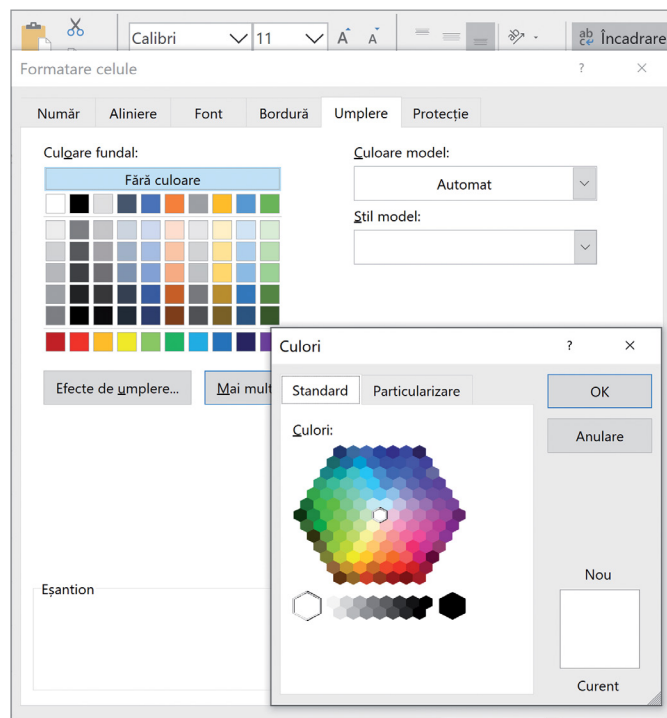 Calibri 11 A A ab Încadrare
Formatare celule ? ×
Număr Aliniere Font Bordură Umplere Protecție
Culoare fundal:
Fără culoare
Culoare model:
Automat
Stil model:
Efecte de umplere...
Mai mult
Eșantion
Culori ? ×
Standard Particularizare
OK
Anulare
Culori:
Nou
Curent